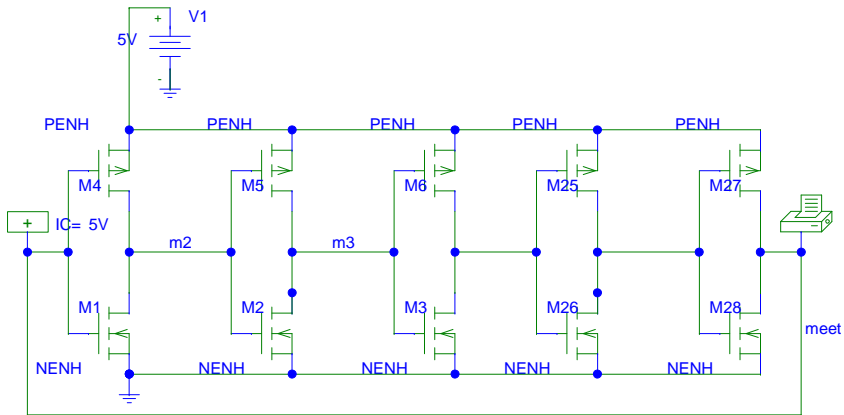 V1
+
5V
-
PENH PENH PENH PENH PENH
M4 M5 M6 M25 M27
+ IC= 5V
m2 m3
M1 M2 M3 M26 M28
meet
NENH NENH NENH NENH NENH